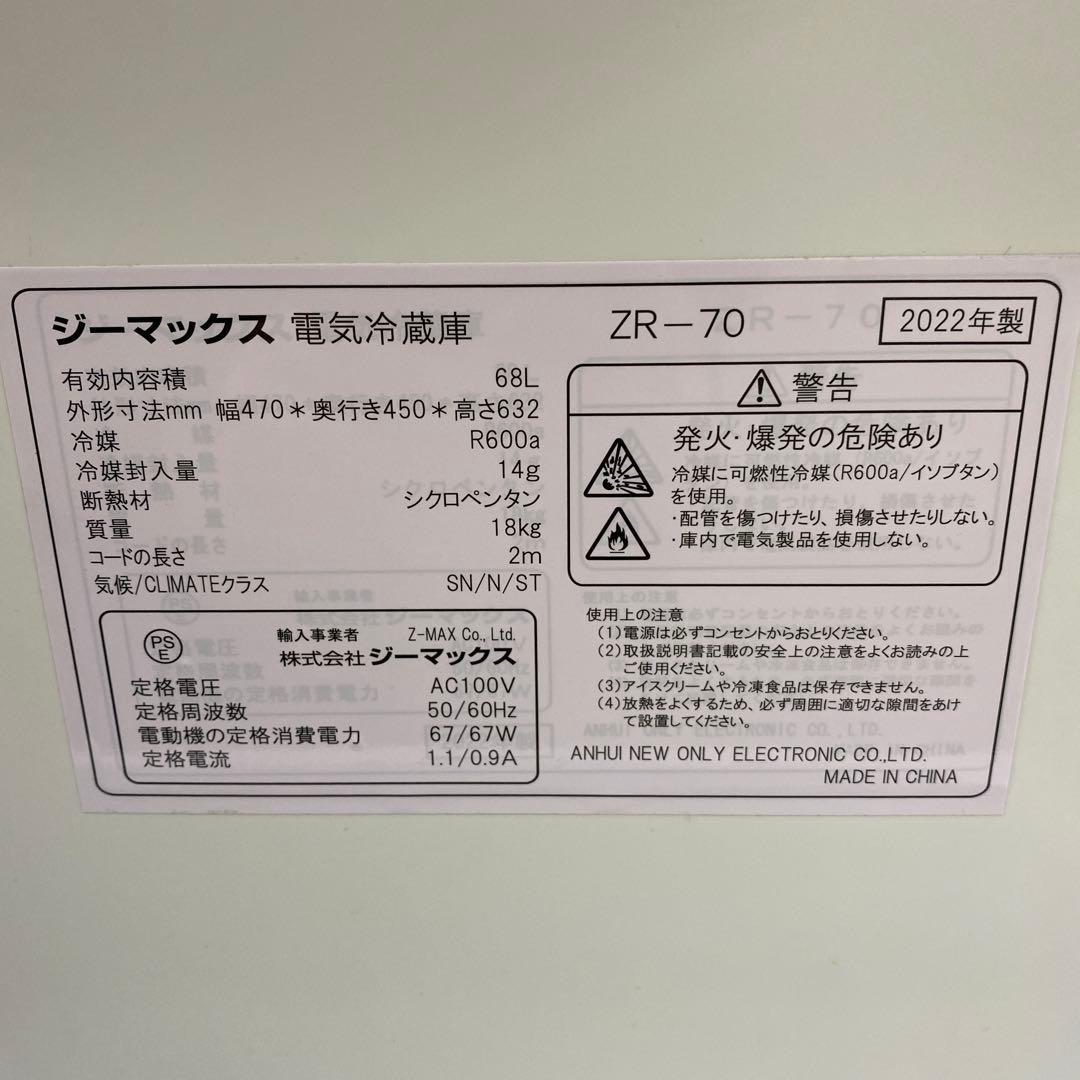 ジーマックス 電気冷蔵庫 ZR-70 2022年製
有効内容積 68L
外形寸法mm 幅470*奥行き450*高さ632
冷媒 R600a
冷媒封入量 14g
断熱材 シクロペンタン
質量 18kg
コードの長さ 2m
気候/CLIMATEクラス SN/N/ST
PSE
輸入事業者 Z-MAX Co., Ltd.
株式会社ジーマックス
定格電圧 AC100V
定格周波数 50/60Hz
電動機の定格消費電力 67/67W
定格電流 1.1/0.9A
警告
発火・爆発の危険あり
冷媒に可燃性冷媒(R600a/イソブタン)
を使用。
・配管を傷つけたり、損傷させたりしない。
・庫内で電気製品を使用しない。
使用上の注意
(1)電源は必ずコンセントからおとりください。
(2)取扱説明書記載の安全上の注意をよくお読みの上
ご使用ください。
(3)アイスクリームや冷凍食品は保存できません。
(4)放熱をよくするため、必ず周囲に適切な隙間をあけ
て設置してください。
ANHUI NEW ONLY ELECTRONIC CO.,LTD.
MADE IN CHINA